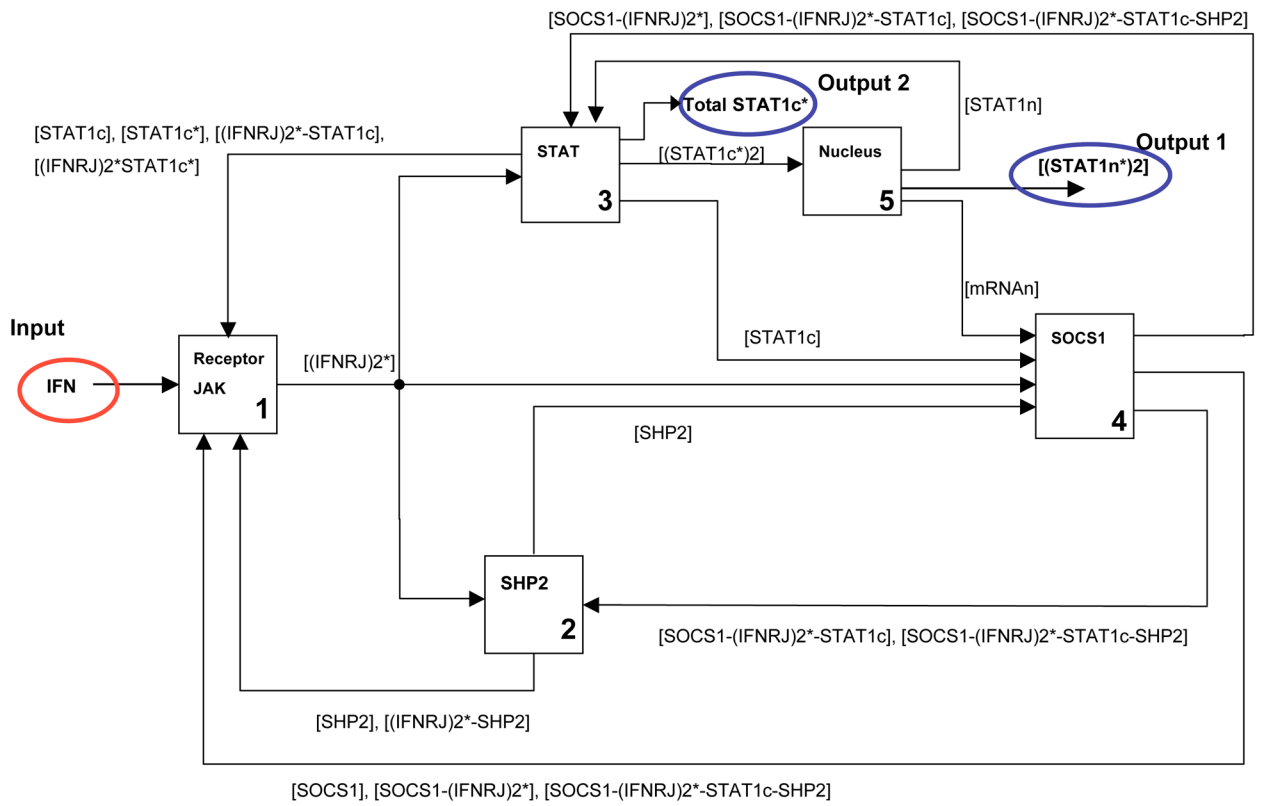 [SOCS1-(IFNRJ)2*], [SOCS1-(IFNRJ)2*-STAT1c], [SOCS1-(IFNRJ)2*-STAT1c-SHP2]
Output 2
Total STAT1c*
[STAT1n]
[STAT1c], [STAT1c*], [(IFNRJ)2*-STAT1c],
[(IFNRJ)2*STAT1c*]
STAT
3
[(STAT1c*)2]
Nucleus
5
Output 1
[(STAT1n*)2]
[mRNAn]
Input
IFN
Receptor
JAK
1
[(IFNRJ)2*]
[STAT1c]
SOCS1
4
[SHP2]
SHP2
2
[SOCS1-(IFNRJ)2*-STAT1c], [SOCS1-(IFNRJ)2*-STAT1c-SHP2]
[SHP2], [(IFNRJ)2*-SHP2]
[SOCS1], [SOCS1-(IFNRJ)2*], [SOCS1-(IFNRJ)2*-STAT1c-SHP2]